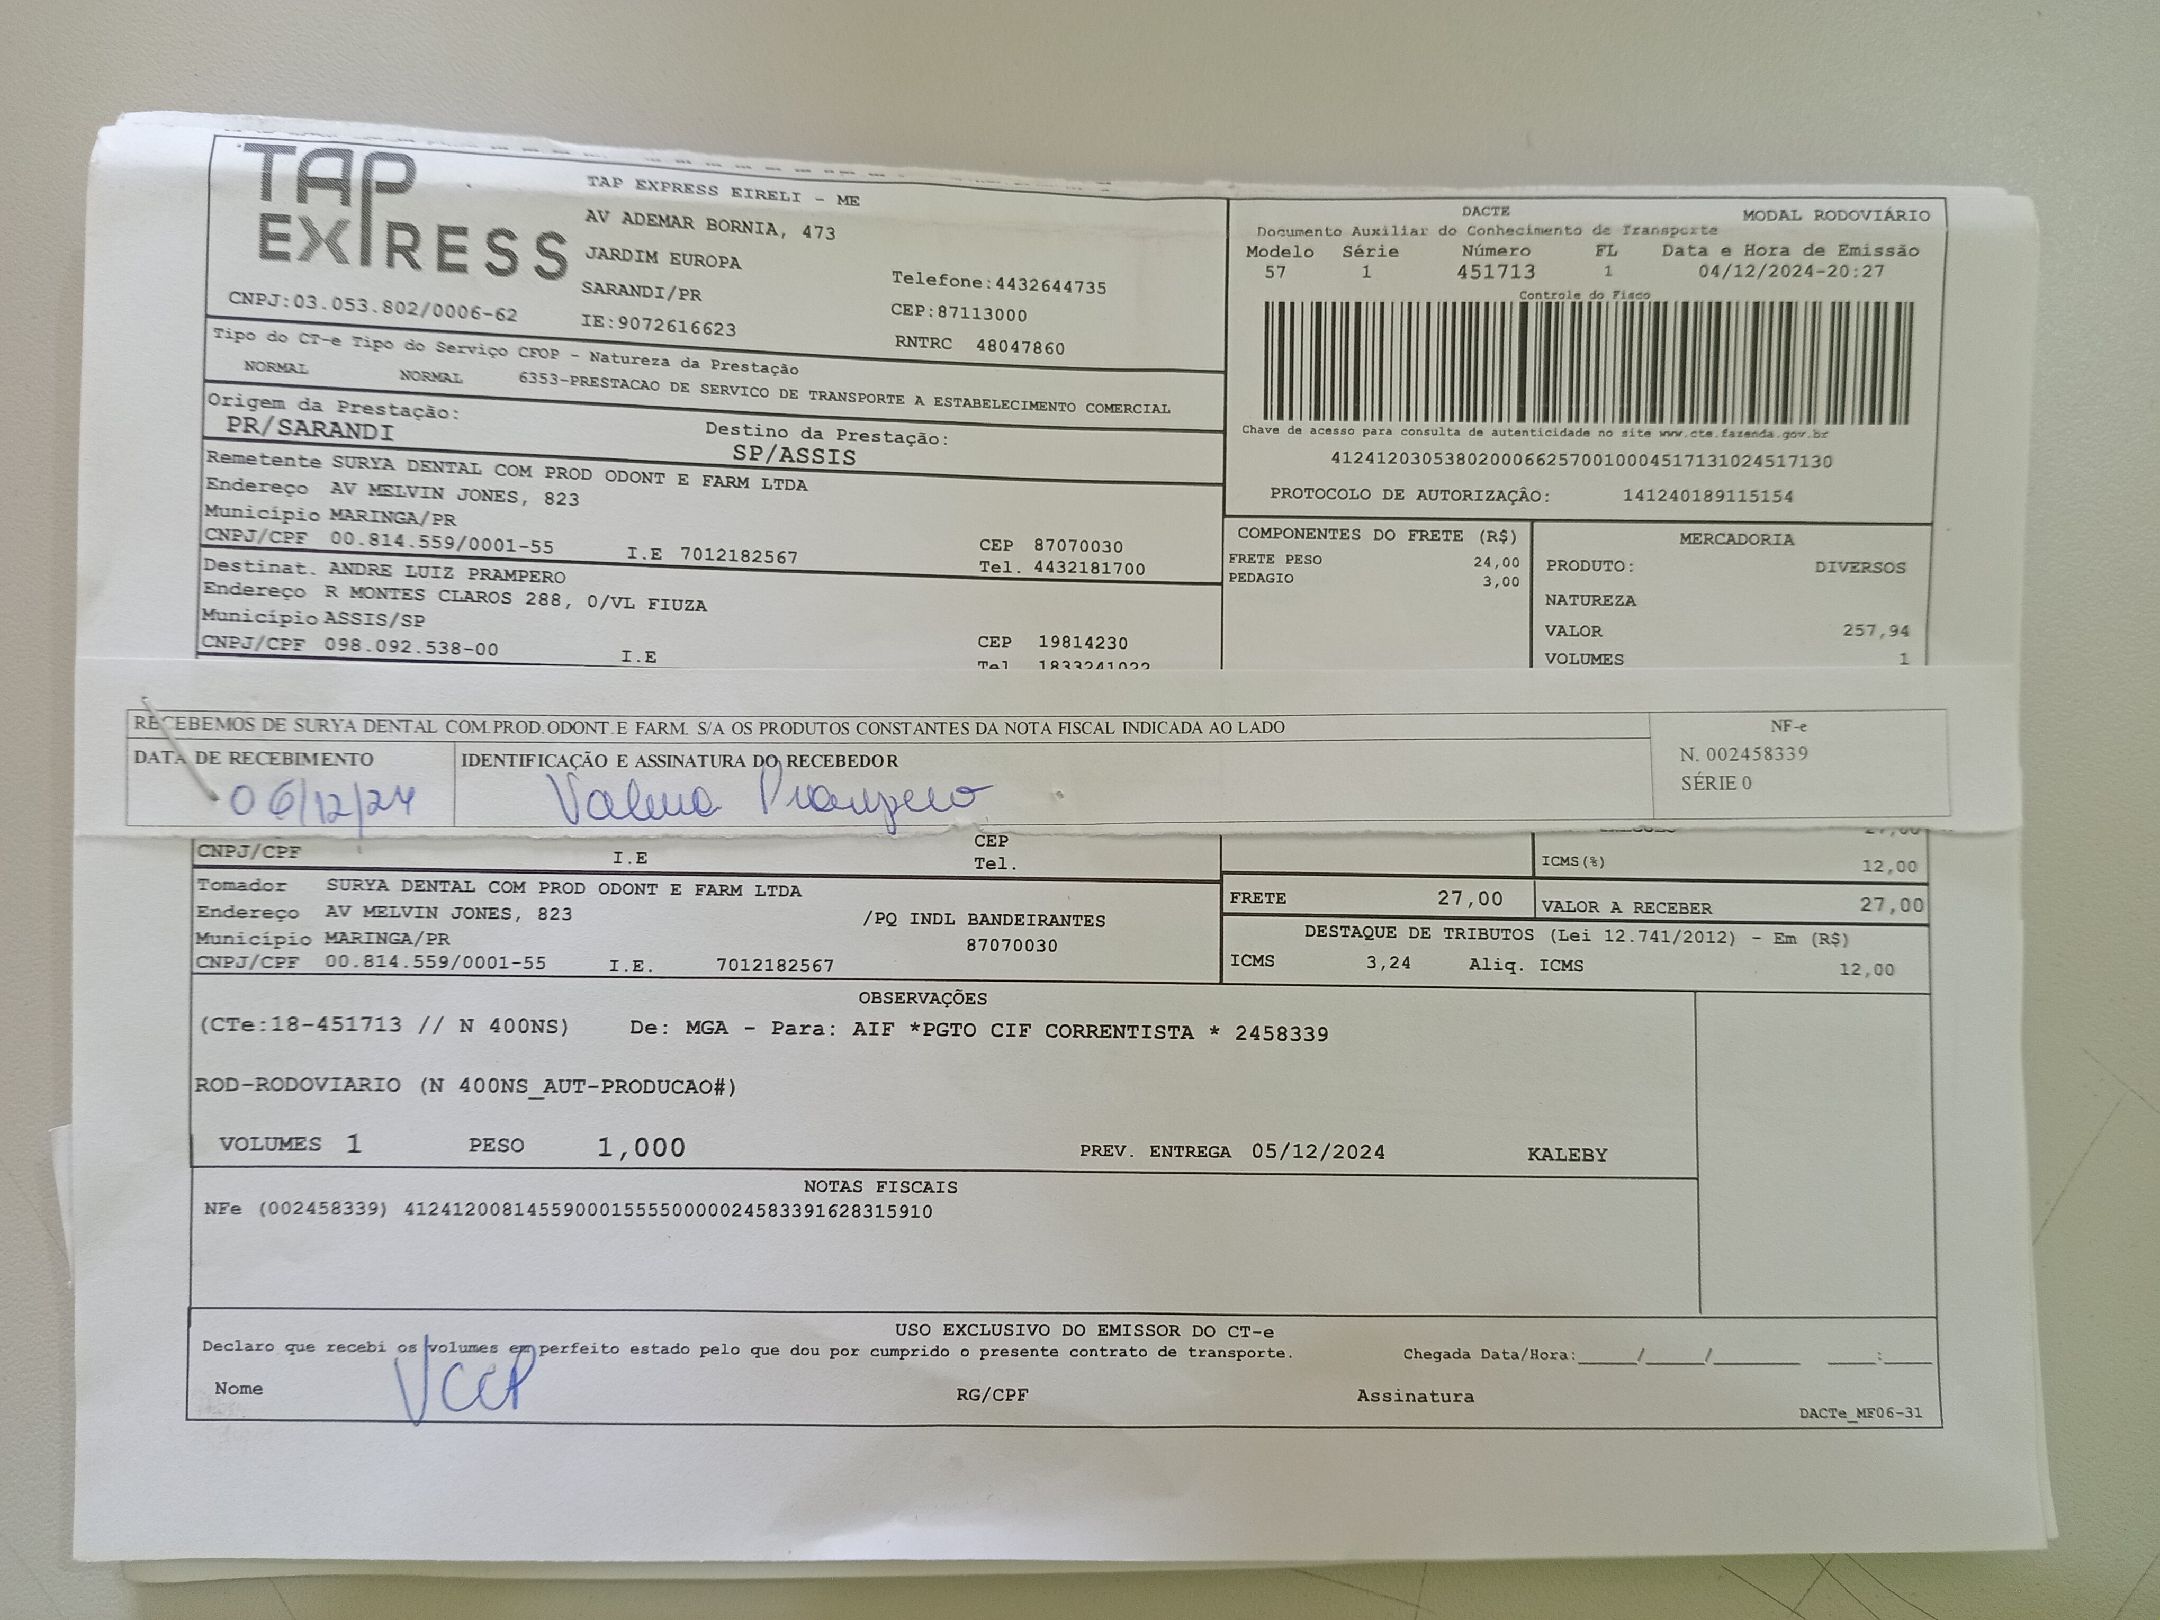 TAP EXPRESS
TAP EXPRESS EIRELI - ME
AV ADEMAR BORNIA, 473
JARDIM EUROPA
SARANDI/PR
IE:9072616623
Telefone:4432644735
CEP:87113000
RNTRC 48047860
CNPJ:03.053.802/0006-62
DACTE MODAL RODOVIÁRIO
Documento Auxiliar do Conhecimento de Transporte
Modelo Série Número FL Data e Hora de Emissão
57 1 451713 1 04/12/2024-20:27
Controle do Fisco
Chave de acesso para consulta de autenticidade no site www.cte.fazenda.gov.br
41241203053802000662570010004517131024517130
PROTOCOLO DE AUTORIZAÇÂO: 141240189115154
Tipo do CT-e Tipo do Serviço CFOP - Natureza da Prestação
NORMAL NORMAL 6353-PRESTACAO DE SERVICO DE TRANSPORTE A ESTABELECIMENTO COMERCIAL
Origem da Prestação: Destino da Prestação:
PR/SARANDI SP/ASSIS
Remetente SURYA DENTAL COM PROD ODONT E FARM LTDA
Endereço AV MELVIN JONES, 823
Município MARINGA/PR CEP 87070030
CNPJ/CPF 00.814.559/0001-55 I.E 7012182567 Tel. 4432181700
Destinat. ANDRE LUIZ PRAMPERO
Endereço R MONTES CLAROS 288, 0/VL FIUZA
Município ASSIS/SP CEP 19814230
CNPJ/CPF 098.092.538-00 I.E Tel 1833241022
COMPONENTES DO FRETE (R$)
FRETE PESO 24,00
PEDAGIO 3,00
MERCADORIA
PRODUTO: DIVERSOS
NATUREZA
VALOR 257,94
VOLUMES 1
RECEBEMOS DE SURYA DENTAL COM.PROD.ODONT.E FARM. S/A OS PRODUTOS CONSTANTES DA NOTA FISCAL INDICADA AO LADO
DATA DE RECEBIMENTO IDENTIFICAÇÃO E ASSINATURA DO RECEBEDOR
06/12/24 Prampero
NF-e
N. 002458339
SÉRIE 0
CNPJ/CPF I.E CEP
Tel.
27,00
ICMS(%) 12,00
Tomador SURYA DENTAL COM PROD ODONT E FARM LTDA
Endereço AV MELVIN JONES, 823 /PQ INDL BANDEIRANTES
Município MARINGA/PR 87070030
CNPJ/CPF 00.814.559/0001-55 I.E. 7012182567
FRETE 27,00 VALOR A RECEBER 27,00
DESTAQUE DE TRIBUTOS (Lei 12.741/2012) - Em (R$)
ICMS 3,24 Aliq. ICMS 12,00
OBSERVAÇÕES
(CTe:18-451713 // N 400NS) De: MGA - Para: AIF *PGTO CIF CORRENTISTA * 2458339
ROD-RODOVIARIO (N 400NS_AUT-PRODUCAO#)
VOLUMES 1 PESO 1,000 PREV. ENTREGA 05/12/2024 KALEBY
NOTAS FISCAIS
NFe (002458339) 41241200814559000155550000024583391628315910
USO EXCLUSIVO DO EMISSOR DO CT-e
Declaro que recebi os volumes em perfeito estado pelo que dou por cumprido o presente contrato de transporte. Chegada Data/Hora:_____/_____/_______ ____:____
Nome RG/CPF Assinatura
DACTe_MF06-31